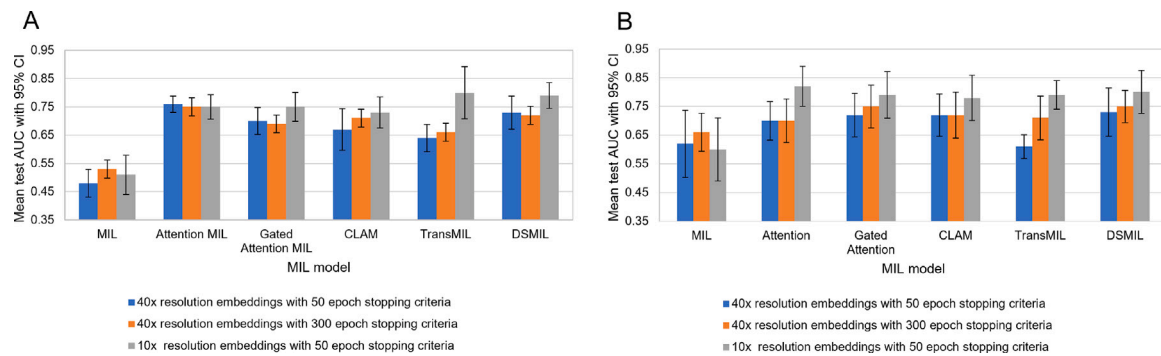 A
Mean test AUC with 95% CI
0.95
0.85
0.75
0.65
0.55
0.45
0.35
MIL
Attention MIL
Gated
Attention MIL
CLAM
TransMIL
DSMIL
MIL model
40x resolution embeddings with 50 epoch stopping criteria
40x resolution embeddings with 300 epoch stopping criteria
10x resolution embeddings with 50 epoch stopping criteria
B
Mean test AUC with 95% CI
0.95
0.85
0.75
0.65
0.55
0.45
0.35
MIL
Attention
Gated
Attention
CLAM
TransMIL
DSMIL
MIL model
40x resolution embeddings with 50 epoch stopping criteria
40x resolution embeddings with 300 epoch stopping criteria
10x resolution embeddings with 50 epoch stopping criteria